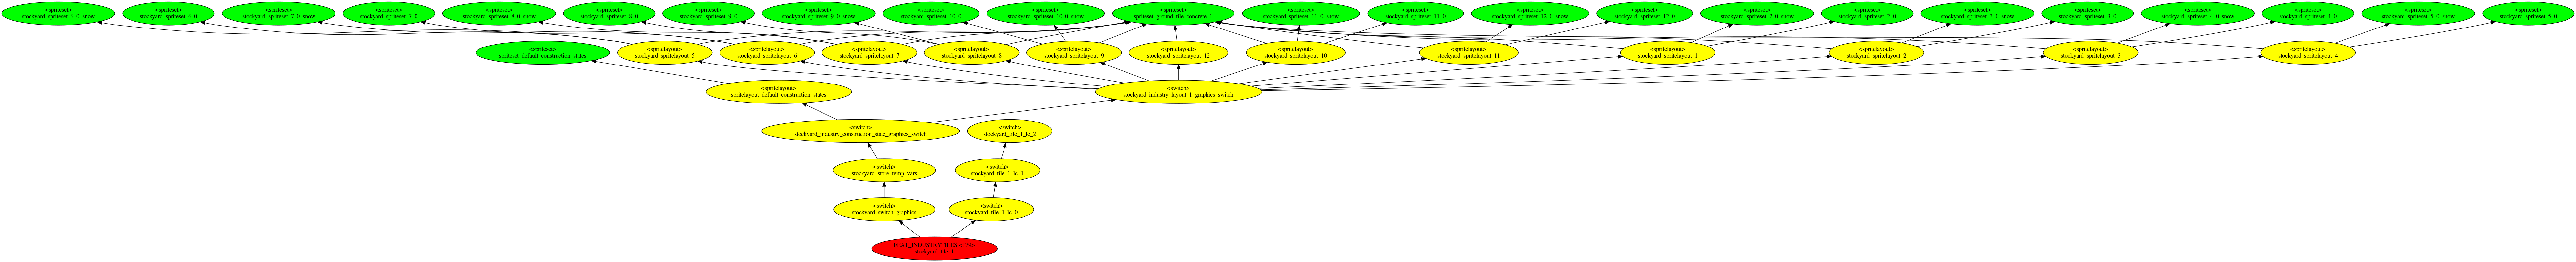 <spriteset>
stockyard_spriteset_6_0_snow
<spriteset>
stockyard_spriteset_6_0
<spriteset>
stockyard_spriteset_7_0_snow
<spriteset>
stockyard_spriteset_7_0
<spriteset>
stockyard_spriteset_8_0_snow
<spriteset>
stockyard_spriteset_8_0
<spriteset>
stockyard_spriteset_9_0
<spriteset>
stockyard_spriteset_9_0_snow
<spriteset>
stockyard_spriteset_10_0
<spriteset>
stockyard_spriteset_10_0_snow
<spriteset>
spriteset_ground_tile_concrete_1
<spriteset>
stockyard_spriteset_11_0_snow
<spriteset>
stockyard_spriteset_11_0
<spriteset>
stockyard_spriteset_12_0_snow
<spriteset>
stockyard_spriteset_12_0
<spriteset>
stockyard_spriteset_2_0_snow
<spriteset>
stockyard_spriteset_2_0
<spriteset>
stockyard_spriteset_3_0_snow
<spriteset>
stockyard_spriteset_3_0
<spriteset>
stockyard_spriteset_4_0_snow
<spriteset>
stockyard_spriteset_4_0
<spriteset>
stockyard_spriteset_5_0_snow
<spriteset>
stockyard_spriteset_5_0
<spriteset>
spriteset_default_construction_states
<spritelayout>
stockyard_spritelayout_5
<spritelayout>
stockyard_spritelayout_6
<spritelayout>
stockyard_spritelayout_7
<spritelayout>
stockyard_spritelayout_8
<spritelayout>
stockyard_spritelayout_9
<spritelayout>
stockyard_spritelayout_12
<spritelayout>
stockyard_spritelayout_10
<spritelayout>
stockyard_spritelayout_11
<spritelayout>
stockyard_spritelayout_1
<spritelayout>
stockyard_spritelayout_2
<spritelayout>
stockyard_spritelayout_3
<spritelayout>
stockyard_spritelayout_4
<spritelayout>
spritelayout_default_construction_states
<switch>
stockyard_industry_layout_1_graphics_switch
<switch>
stockyard_industry_construction_state_graphics_switch
<switch>
stockyard_tile_1_lc_2
<switch>
stockyard_store_temp_vars
<switch>
stockyard_tile_1_lc_1
<switch>
stockyard_switch_graphics
<switch>
stockyard_tile_1_lc_0
FEAT_INDUSTRYTILES
stockyard_tile_1